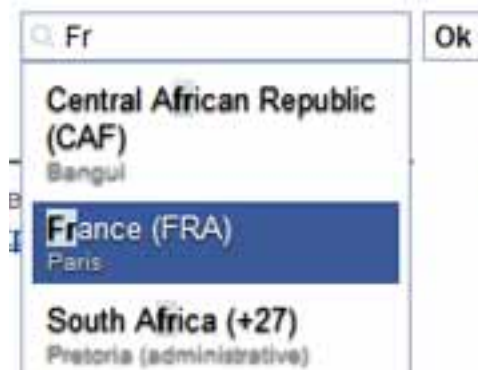 Fr
Ok
Central African Republic
(CAF)
Bangui
France (FRA)
Paris
South Africa (+27)
Pretoria (administrative)